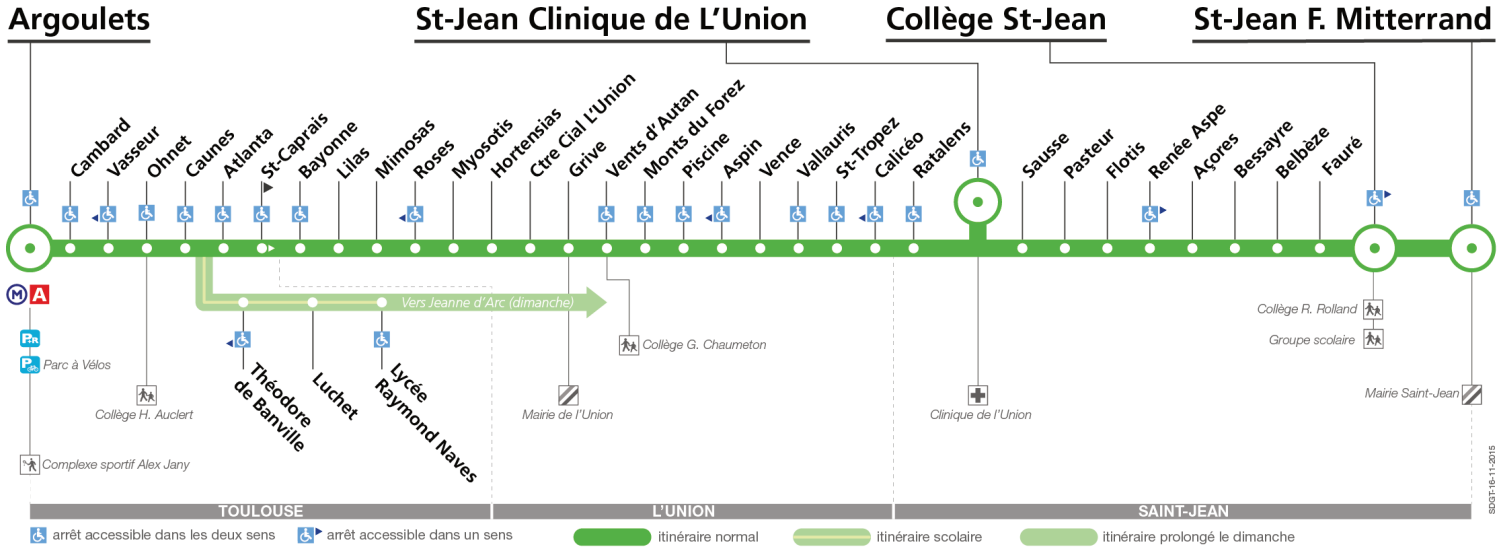 Argoulets
St-Jean Clinique de L'Union
Collège St-Jean
St-Jean F. Mitterrand
Cambard
Vasseur
Ohnet
Caunes
Atlanta
St-Caprais
Bayonne
Lilas
Mimosas
Roses
Myosotis
Hortensias
Ctre Cial L'Union
Grive
Vents d'Autan
Monts du Forez
Piscine
Aspin
Vence
Vallauris
St-Tropez
Calicéo
Ratalens
Sausse
Pasteur
Flotis
Renée Aspe
Açores
Bessayre
Belbèze
Fauré
M A
Vers Jeanne d'Arc (dimanche)
P+R
P
Parc à Vélos
Collège H. Auclert
Complexe sportif Alex Jany
Théodore
de Banville
Luchet
Lycée
Raymond Naves
Mairie de l'Union
Collège G. Chaumeton
Clinique de l'Union
Collège R. Rolland
Groupe scolaire
Mairie Saint-Jean
SDGT-16-11-2015
TOULOUSE
L'UNION
SAINT-JEAN
arrêt accessible dans les deux sens
arrêt accessible dans un sens
itinéraire normal
itinéraire scolaire
itinéraire prolongé le dimanche